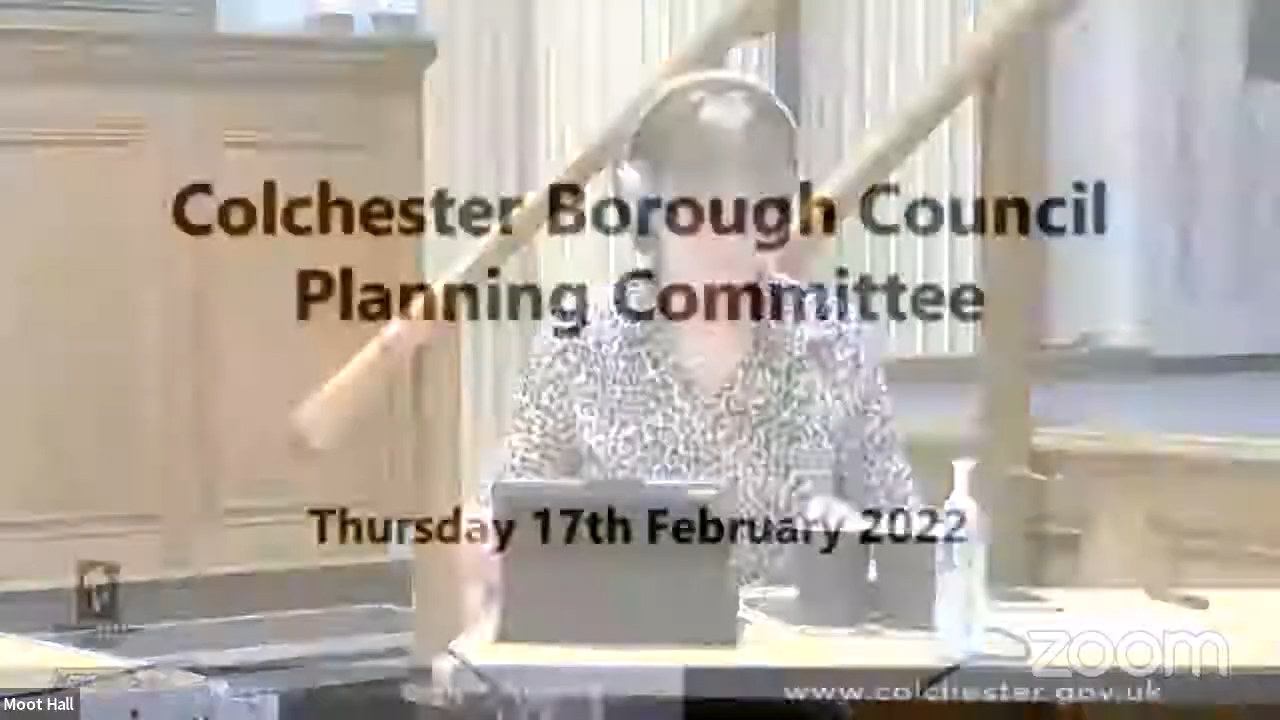 Colchester Borough Council
Planning Committee
Thursday 17th February 2022
zoom
www.colchester.gov.uk
Moot Hall